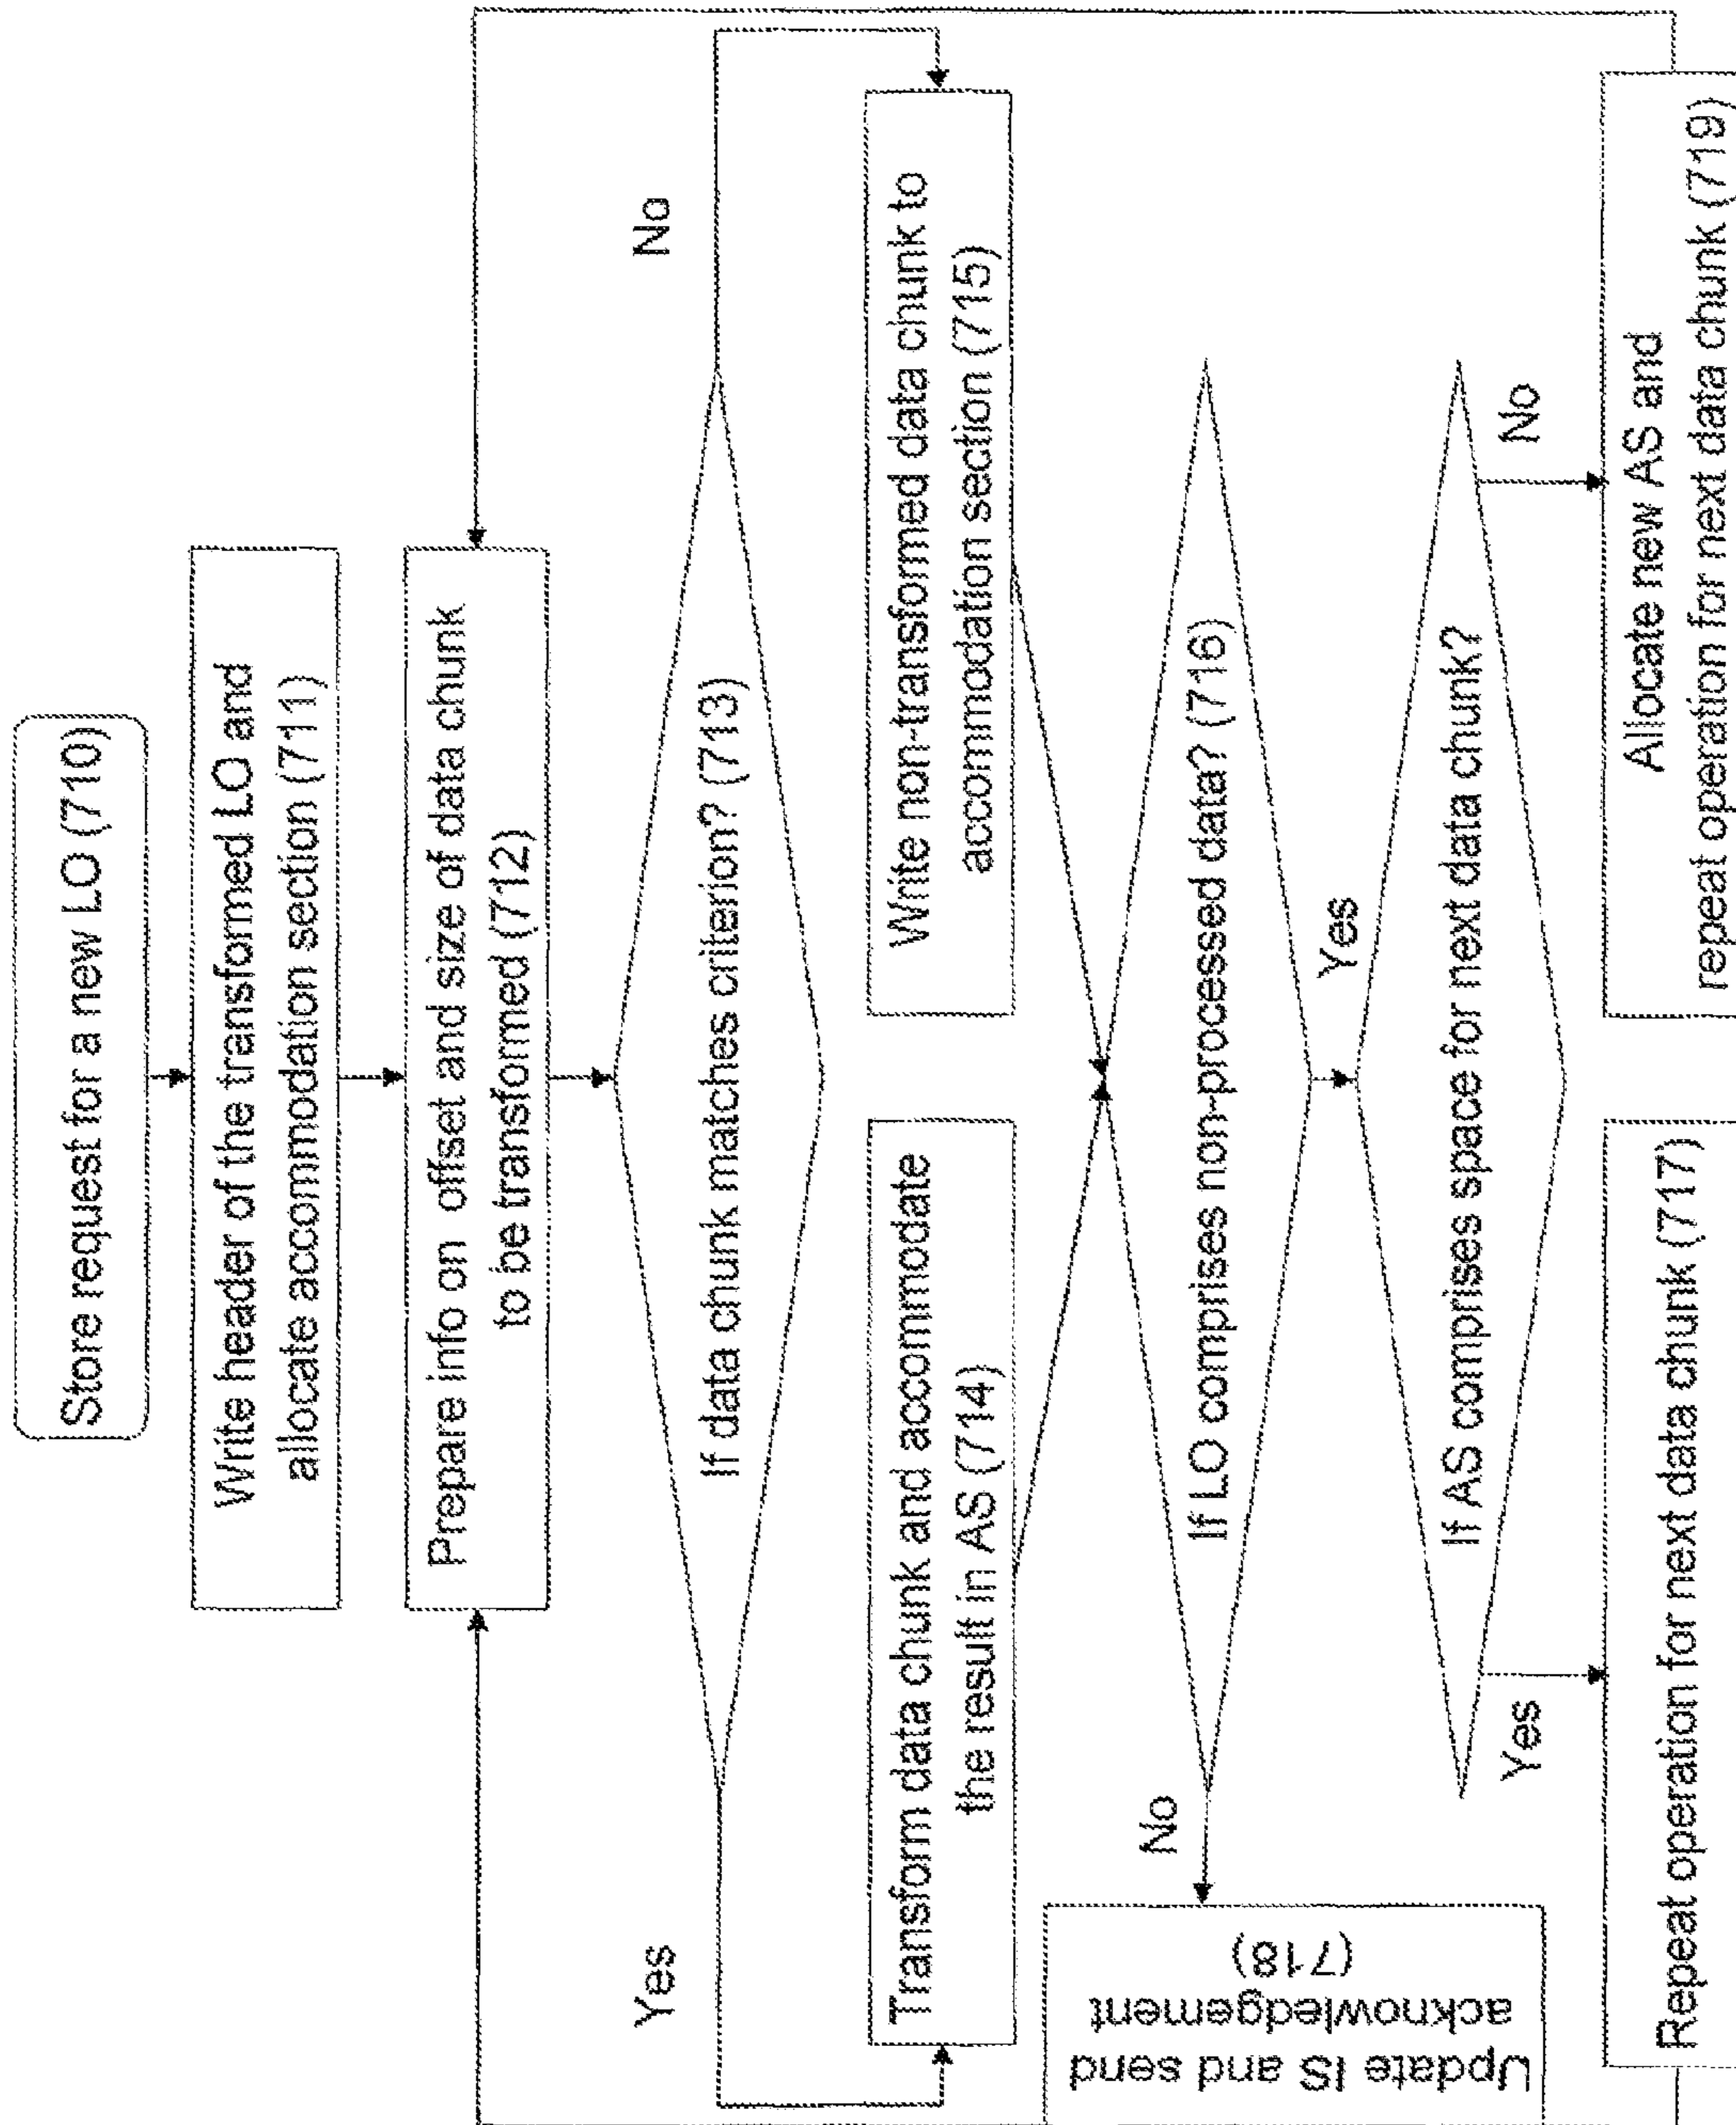 Store request for a new LO (710)
Write header of the transformed LO and
allocate accommodation section (711)
Prepare info on offset and size of data chunk
to be transformed (712)
If data chunk matches criterion? (713)
Yes
No
Transform data chunk and accommodate
the result in AS (714)
Write non-transformed data chunk to
accommodation section (715)
If LO comprises non-processed data? (716)
No
Yes
Update IS and send
acknowledgement
(718)
If AS comprises space for next data chunk?
Yes
No
Repeat operation for next data chunk (717)
Allocate new AS and
repeat operation for next data chunk (719)